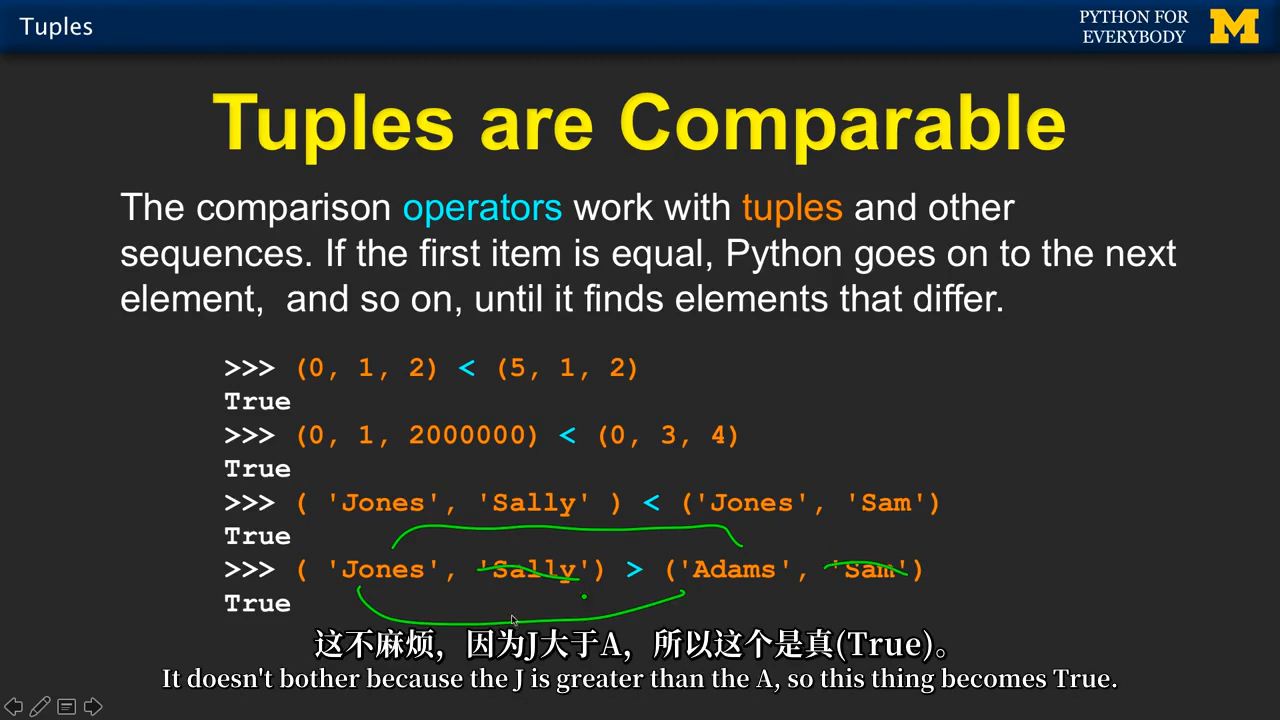 Tuples
PYTHON FOR
EVERYBODY
M
Tuples are Comparable
The comparison operators work with tuples and other
sequences. If the first item is equal, Python goes on to the next
element,  and so on, until it finds elements that differ.
>>> (0, 1, 2) < (5, 1, 2)
True
>>> (0, 1, 2000000) < (0, 3, 4)
True
>>> ( 'Jones', 'Sally' ) < ('Jones', 'Sam')
True
>>> ( 'Jones', 'Sally') > ('Adams', 'Sam')
True
这不麻烦，因为J大于A，所以这个是真(True)。
It doesn't bother because the J is greater than the A, so this thing becomes True.